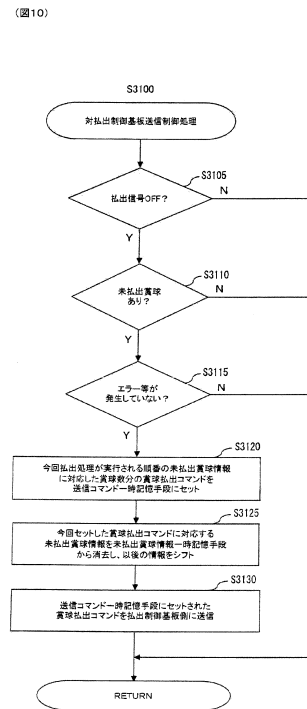 (図10)
S3100
対払出制御基板送信制御処理
S3105
払出信号OFF？
N
Y
S3110
未払出賞球
あり？
N
Y
S3115
エラー等が
発生していない？
N
Y
S3120
今回払出処理が実行される順番の未払出賞球情報
に対応した賞球数分の賞球払出コマンドを
送信コマンド一時記憶手段にセット
S3125
今回セットした賞球払出コマンドに対応する
未払出賞球情報を未払出賞球情報一時記憶手段
から消去し、以後の情報をシフト
S3130
送信コマンド一時記憶手段にセットされた
賞球払出コマンドを払出制御基板側に送信
RETURN